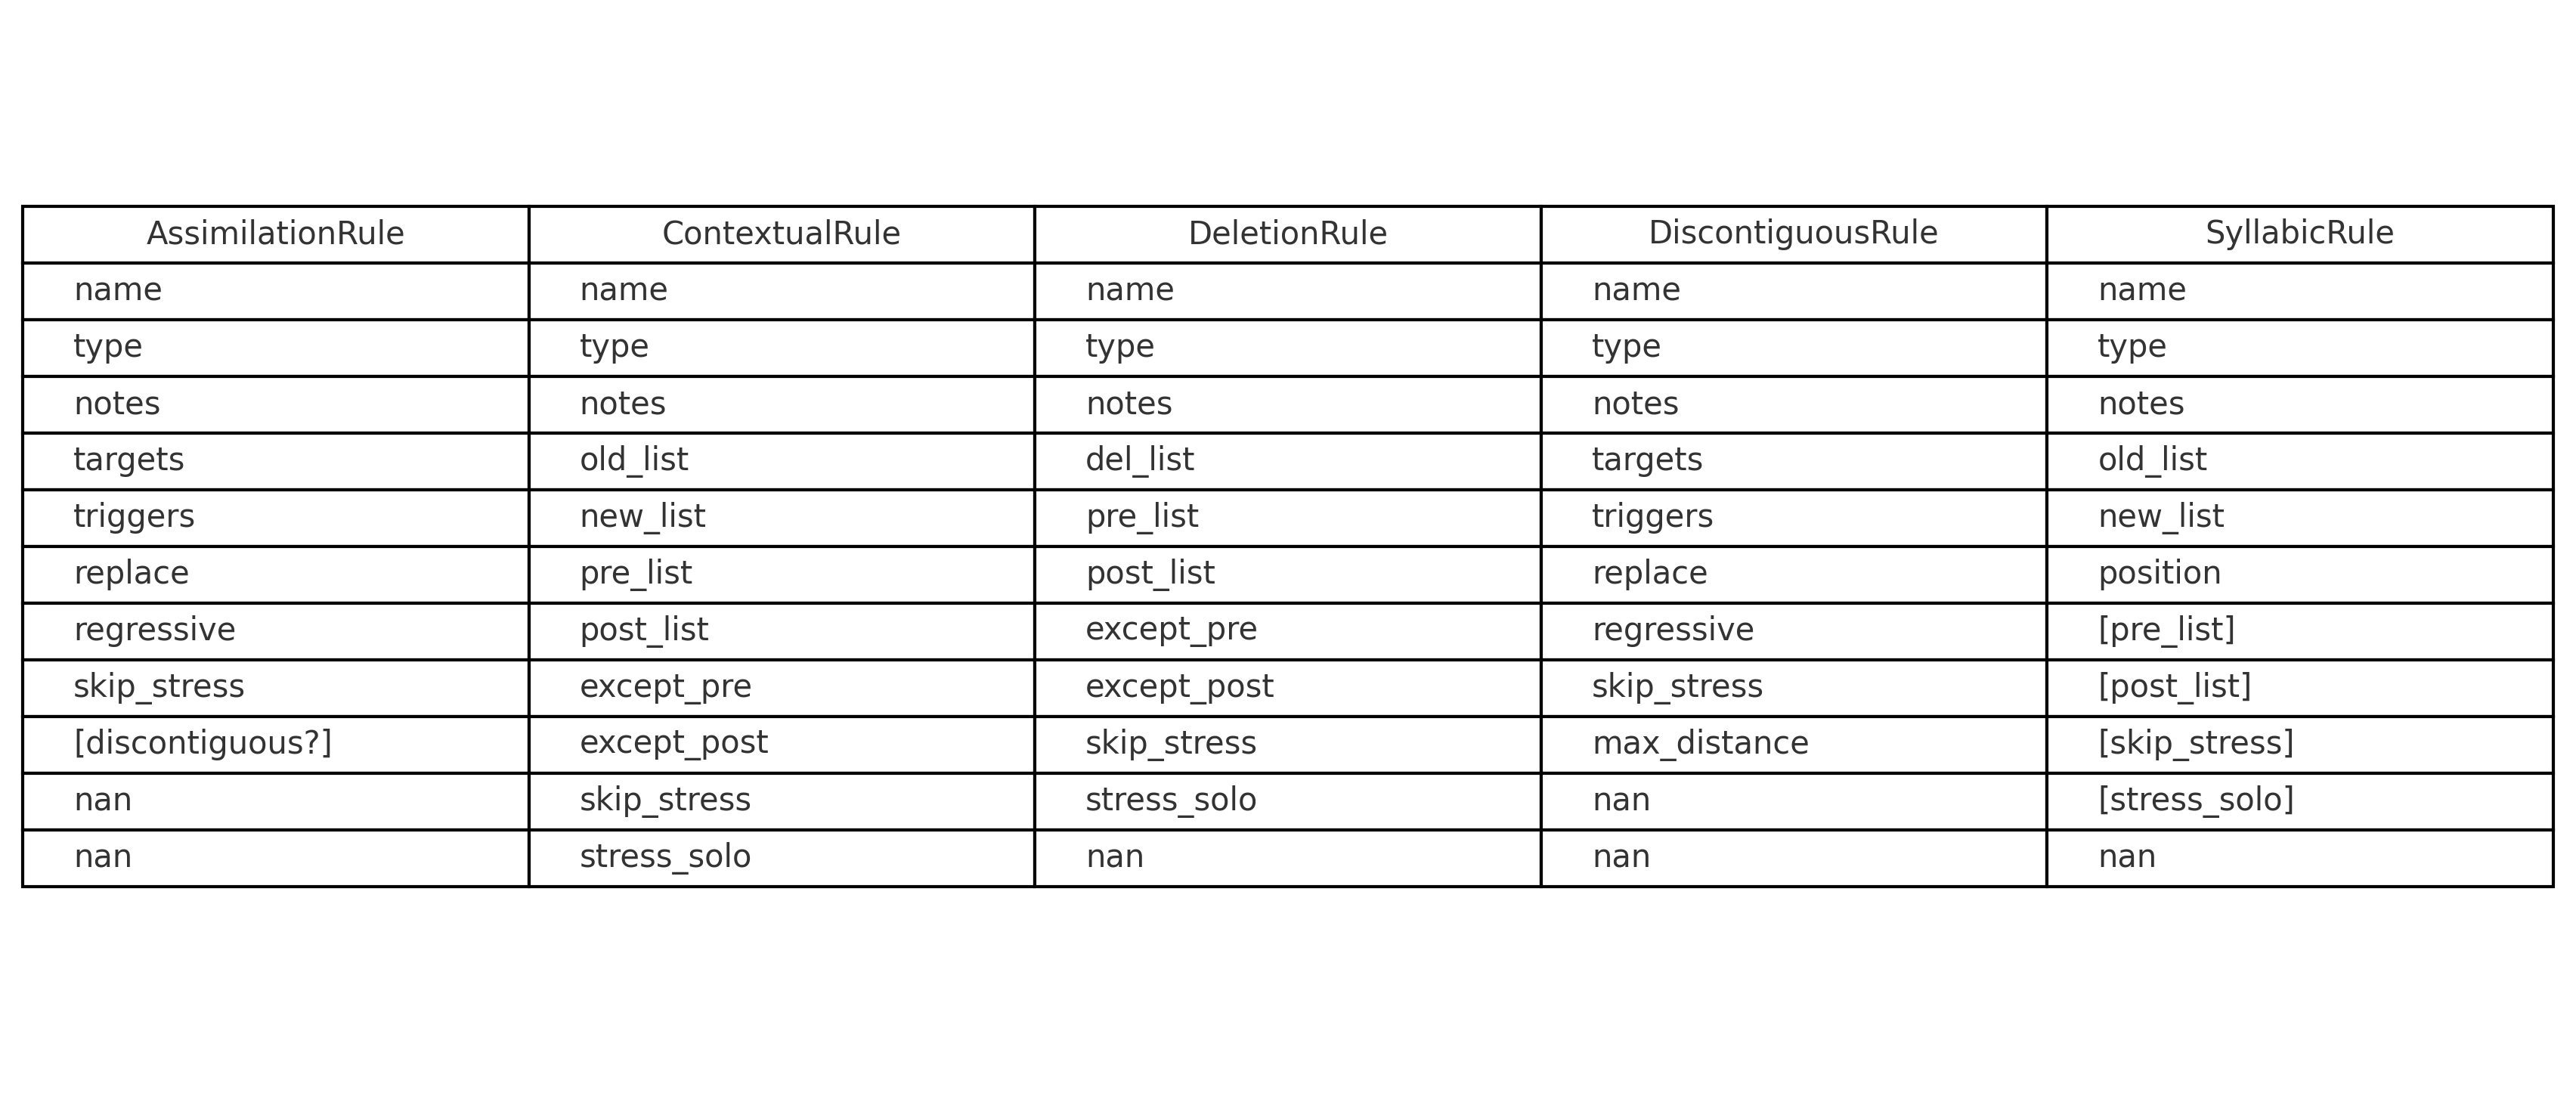 AssimilationRule ContextualRule DeletionRule DiscontiguousRule SyllabicRule
name name name name name
type type type type type
notes notes notes notes notes
targets old_list del_list targets old_list
triggers new_list pre_list triggers new_list
replace pre_list post_list replace position
regressive post_list except_pre regressive [pre_list]
skip_stress except_pre except_post skip_stress [post_list]
[discontiguous?] except_post skip_stress max_distance [skip_stress]
nan skip_stress stress_solo nan [stress_solo]
nan stress_solo nan nan nan